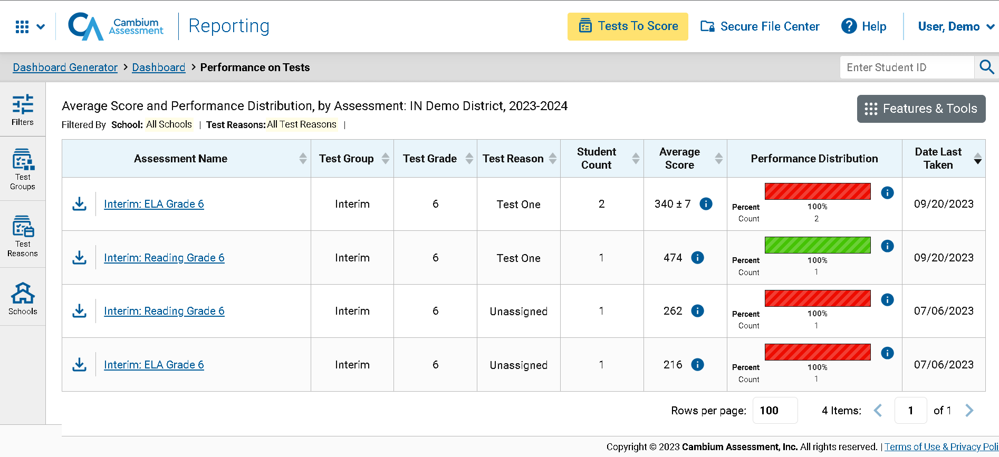 Cambium Assessment
Reporting
Tests To Score
Secure File Center
Help
User, Demo
Dashboard Generator > Dashboard > Performance on Tests
Enter Student ID
Filters
Test Groups
Test Reasons
Schools
Average Score and Performance Distribution, by Assessment: IN Demo District, 2023-2024
Features & Tools
Filtered By School: All Schools | Test Reasons: All Test Reasons |
Assessment Name Test Group Test Grade Test Reason Student Count Average Score Performance Distribution Date Last Taken
Interim: ELA Grade 6 Interim 6 Test One 2 340 ± 7 Percent 100% Count 2 09/20/2023
Interim: Reading Grade 6 Interim 6 Test One 1 474 Percent 100% Count 1 09/20/2023
Interim: Reading Grade 6 Interim 6 Unassigned 1 262 Percent 100% Count 1 07/06/2023
Interim: ELA Grade 6 Interim 6 Unassigned 1 216 Percent 100% Count 1 07/06/2023
Rows per page: 100 4 Items: 1 of 1
Copyright © 2023 Cambium Assessment, Inc. All rights reserved. | Terms of Use & Privacy Poli